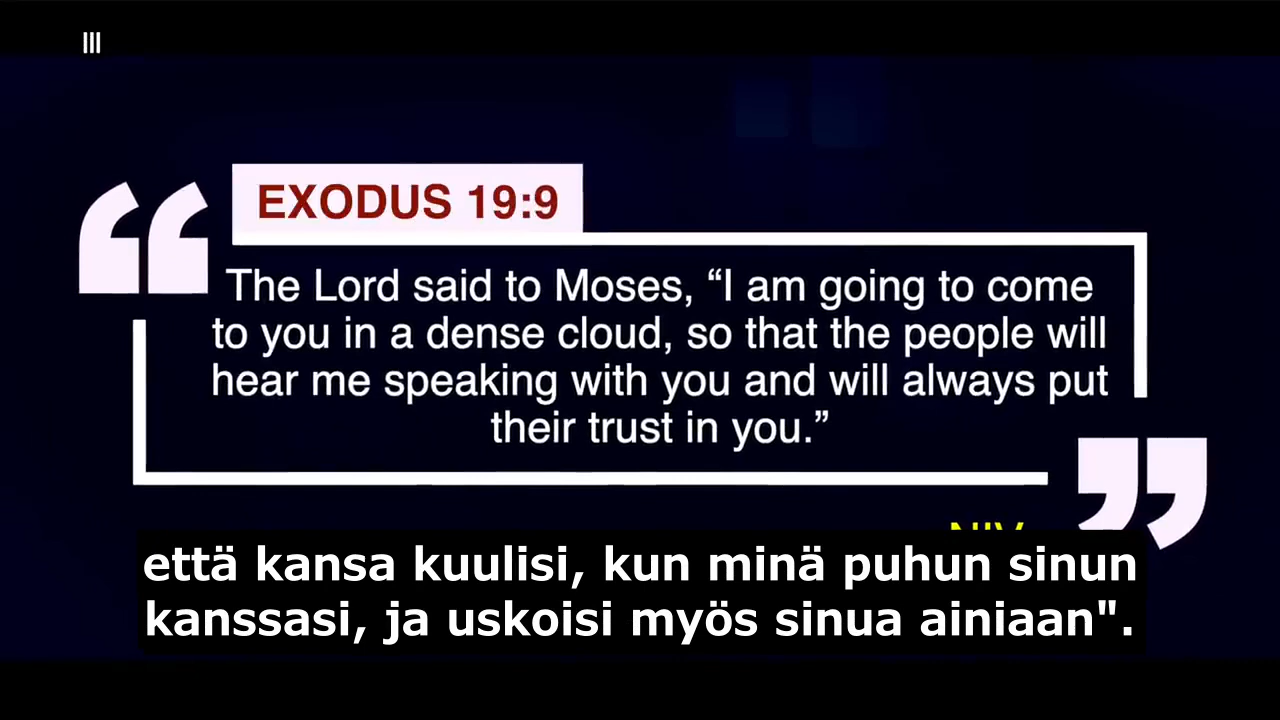 EXODUS 19:9
The Lord said to Moses, “I am going to come
to you in a dense cloud, so that the people will
hear me speaking with you and will always put
their trust in you.”
NIV
että kansa kuulisi, kun minä puhun sinun
kanssasi, ja uskoisi myös sinua ainiaan".